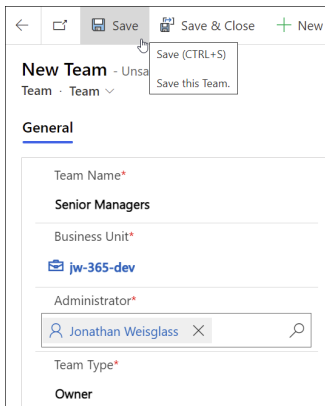 Save
Save & Close
New
Save (CTRL+S)
Save this Team.
New Team - Unsa
Team · Team
General
Team Name*
Senior Managers
Business Unit*
jw-365-dev
Administrator*
Jonathan Weisglass
Team Type*
Owner